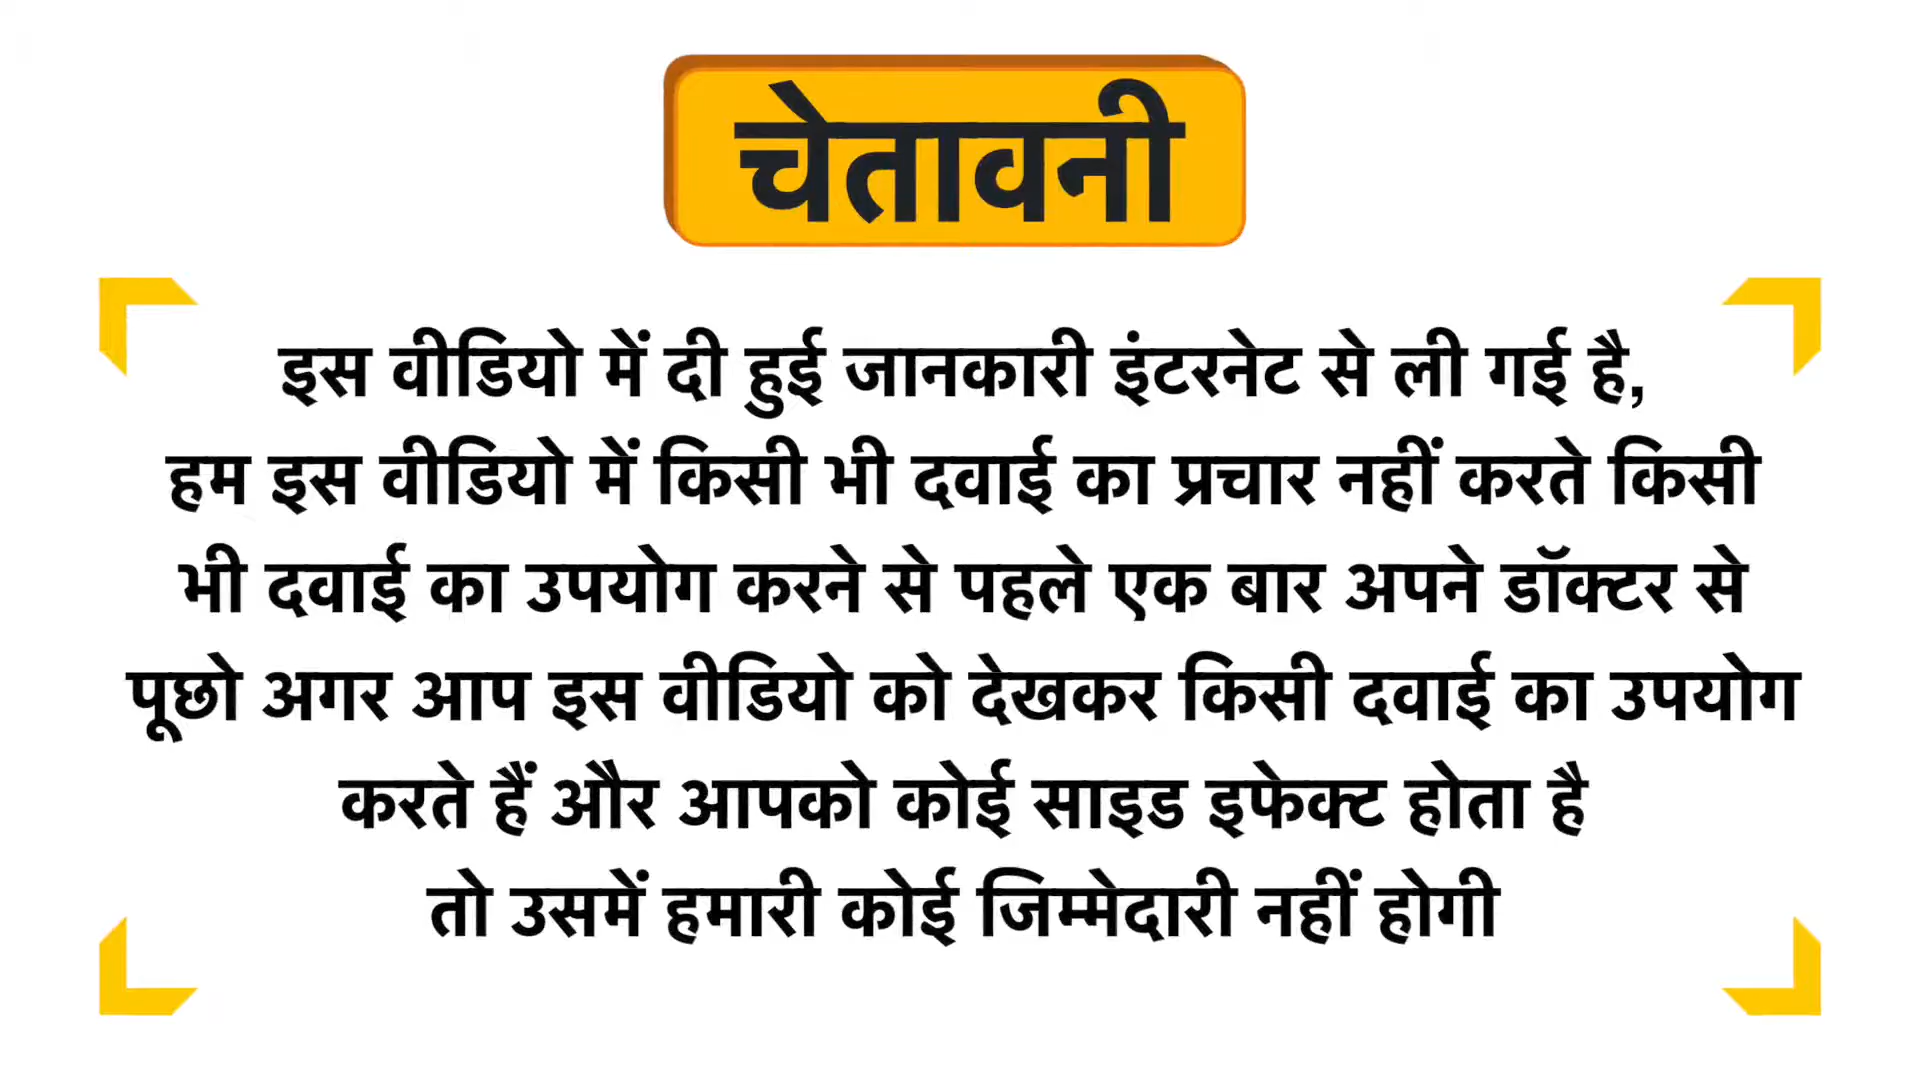 चेतावनी
इस वीडियो में दी हुई जानकारी इंटरनेट से ली गई है,
हम इस वीडियो में किसी भी दवाई का प्रचार नहीं करते किसी
भी दवाई का उपयोग करने से पहले एक बार अपने डॉक्टर से
पूछो अगर आप इस वीडियो को देखकर किसी दवाई का उपयोग
करते हैं और आपको कोई साइड इफेक्ट होता है
तो उसमें हमारी कोई जिम्मेदारी नहीं होगी